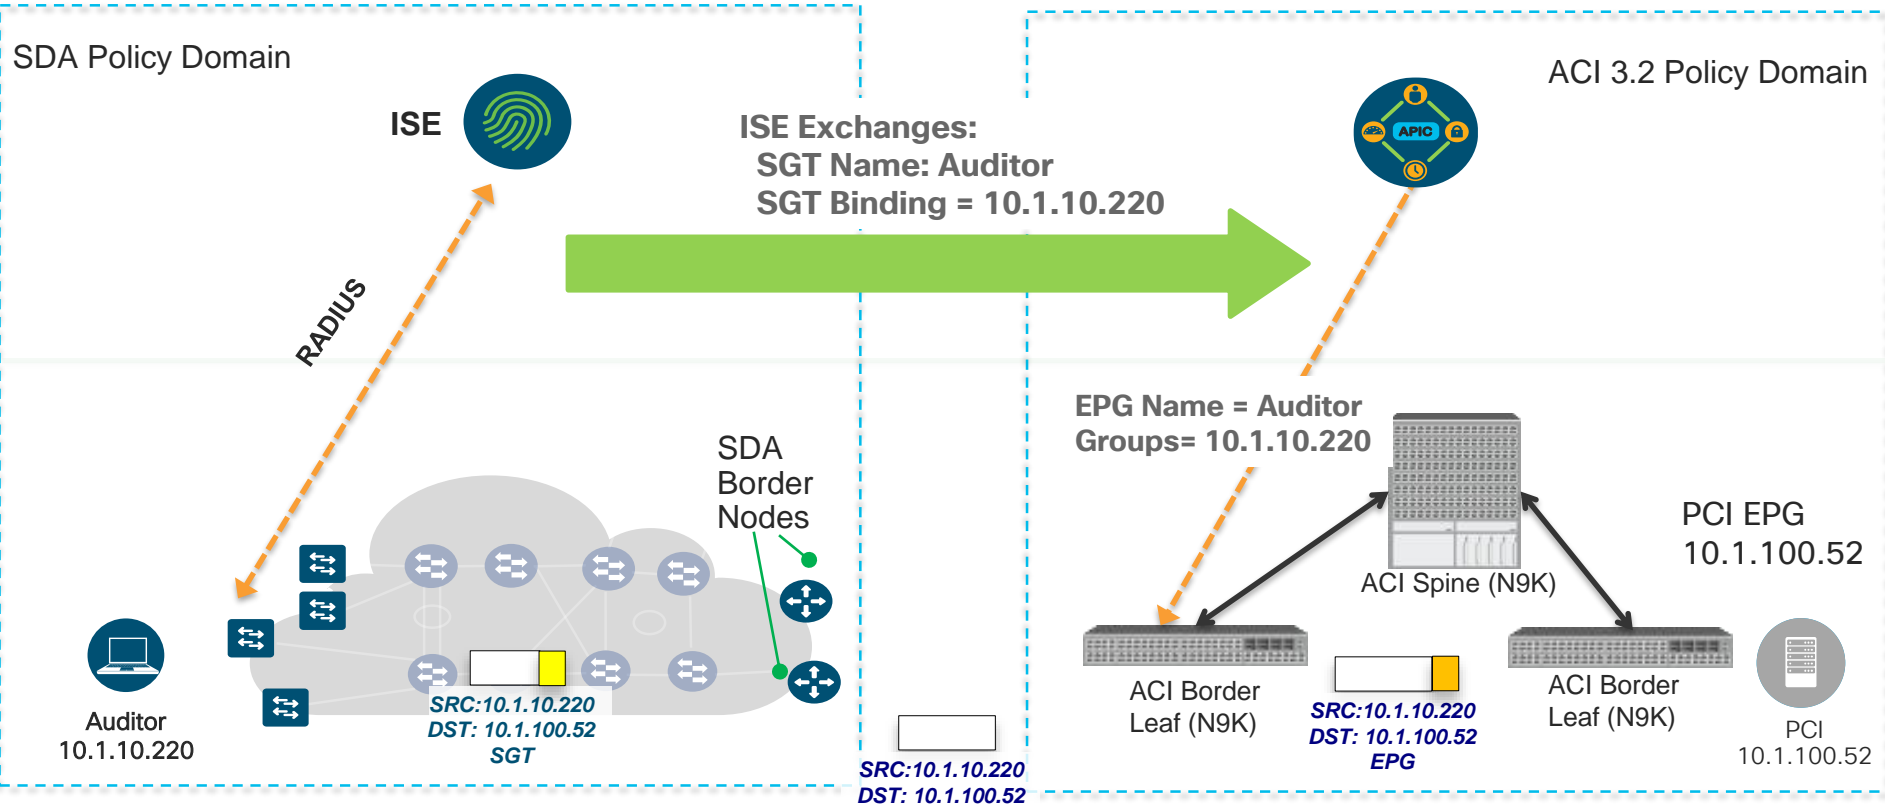 SDA Policy Domain
ACI 3.2 Policy Domain
ISE
APIC
ISE Exchanges:
SGT Name: Auditor
SGT Binding = 10.1.10.220
RADIUS
EPG Name = Auditor
Groups= 10.1.10.220
SDA
Border
Nodes
PCI EPG
10.1.100.52
ACI Spine (N9K)
Auditor
10.1.10.220
SRC:10.1.10.220
DST: 10.1.100.52
SGT
SRC:10.1.10.220
DST: 10.1.100.52
ACI Border
Leaf (N9K)
SRC:10.1.10.220
DST: 10.1.100.52
EPG
ACI Border
Leaf (N9K)
PCI
10.1.100.52